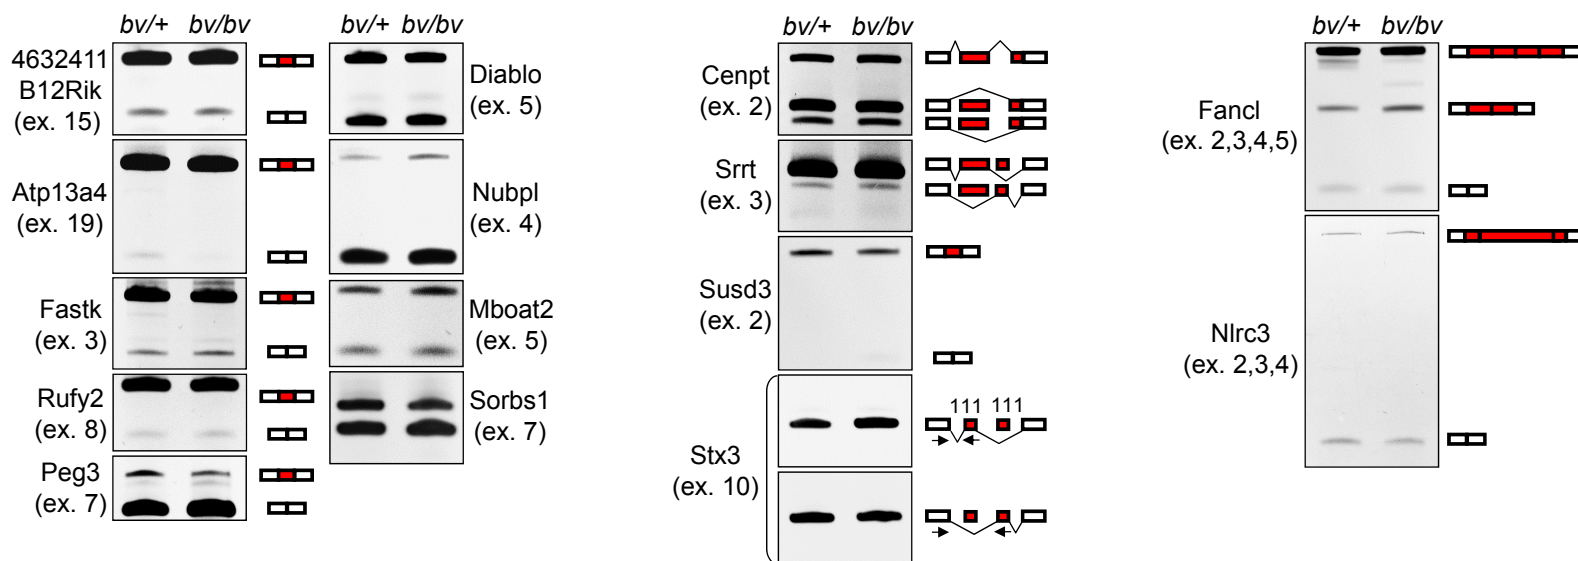 bv/+ bv/bv
4632411
B12Rik
(ex. 15)
Atp13a4
(ex. 19)
Fastk
(ex. 3)
Rufy2
(ex. 8)
Peg3
(ex. 7)
bv/+ bv/bv
Diablo
(ex. 5)
Nubpl
(ex. 4)
Mboat2
(ex. 5)
Sorbs1
(ex. 7)
bv/+ bv/bv
Cenpt
(ex. 2)
Srrt
(ex. 3)
Susd3
(ex. 2)
Stx3
(ex. 10)
111 111
bv/+ bv/bv
Fancl
(ex. 2,3,4,5)
Nlrc3
(ex. 2,3,4)